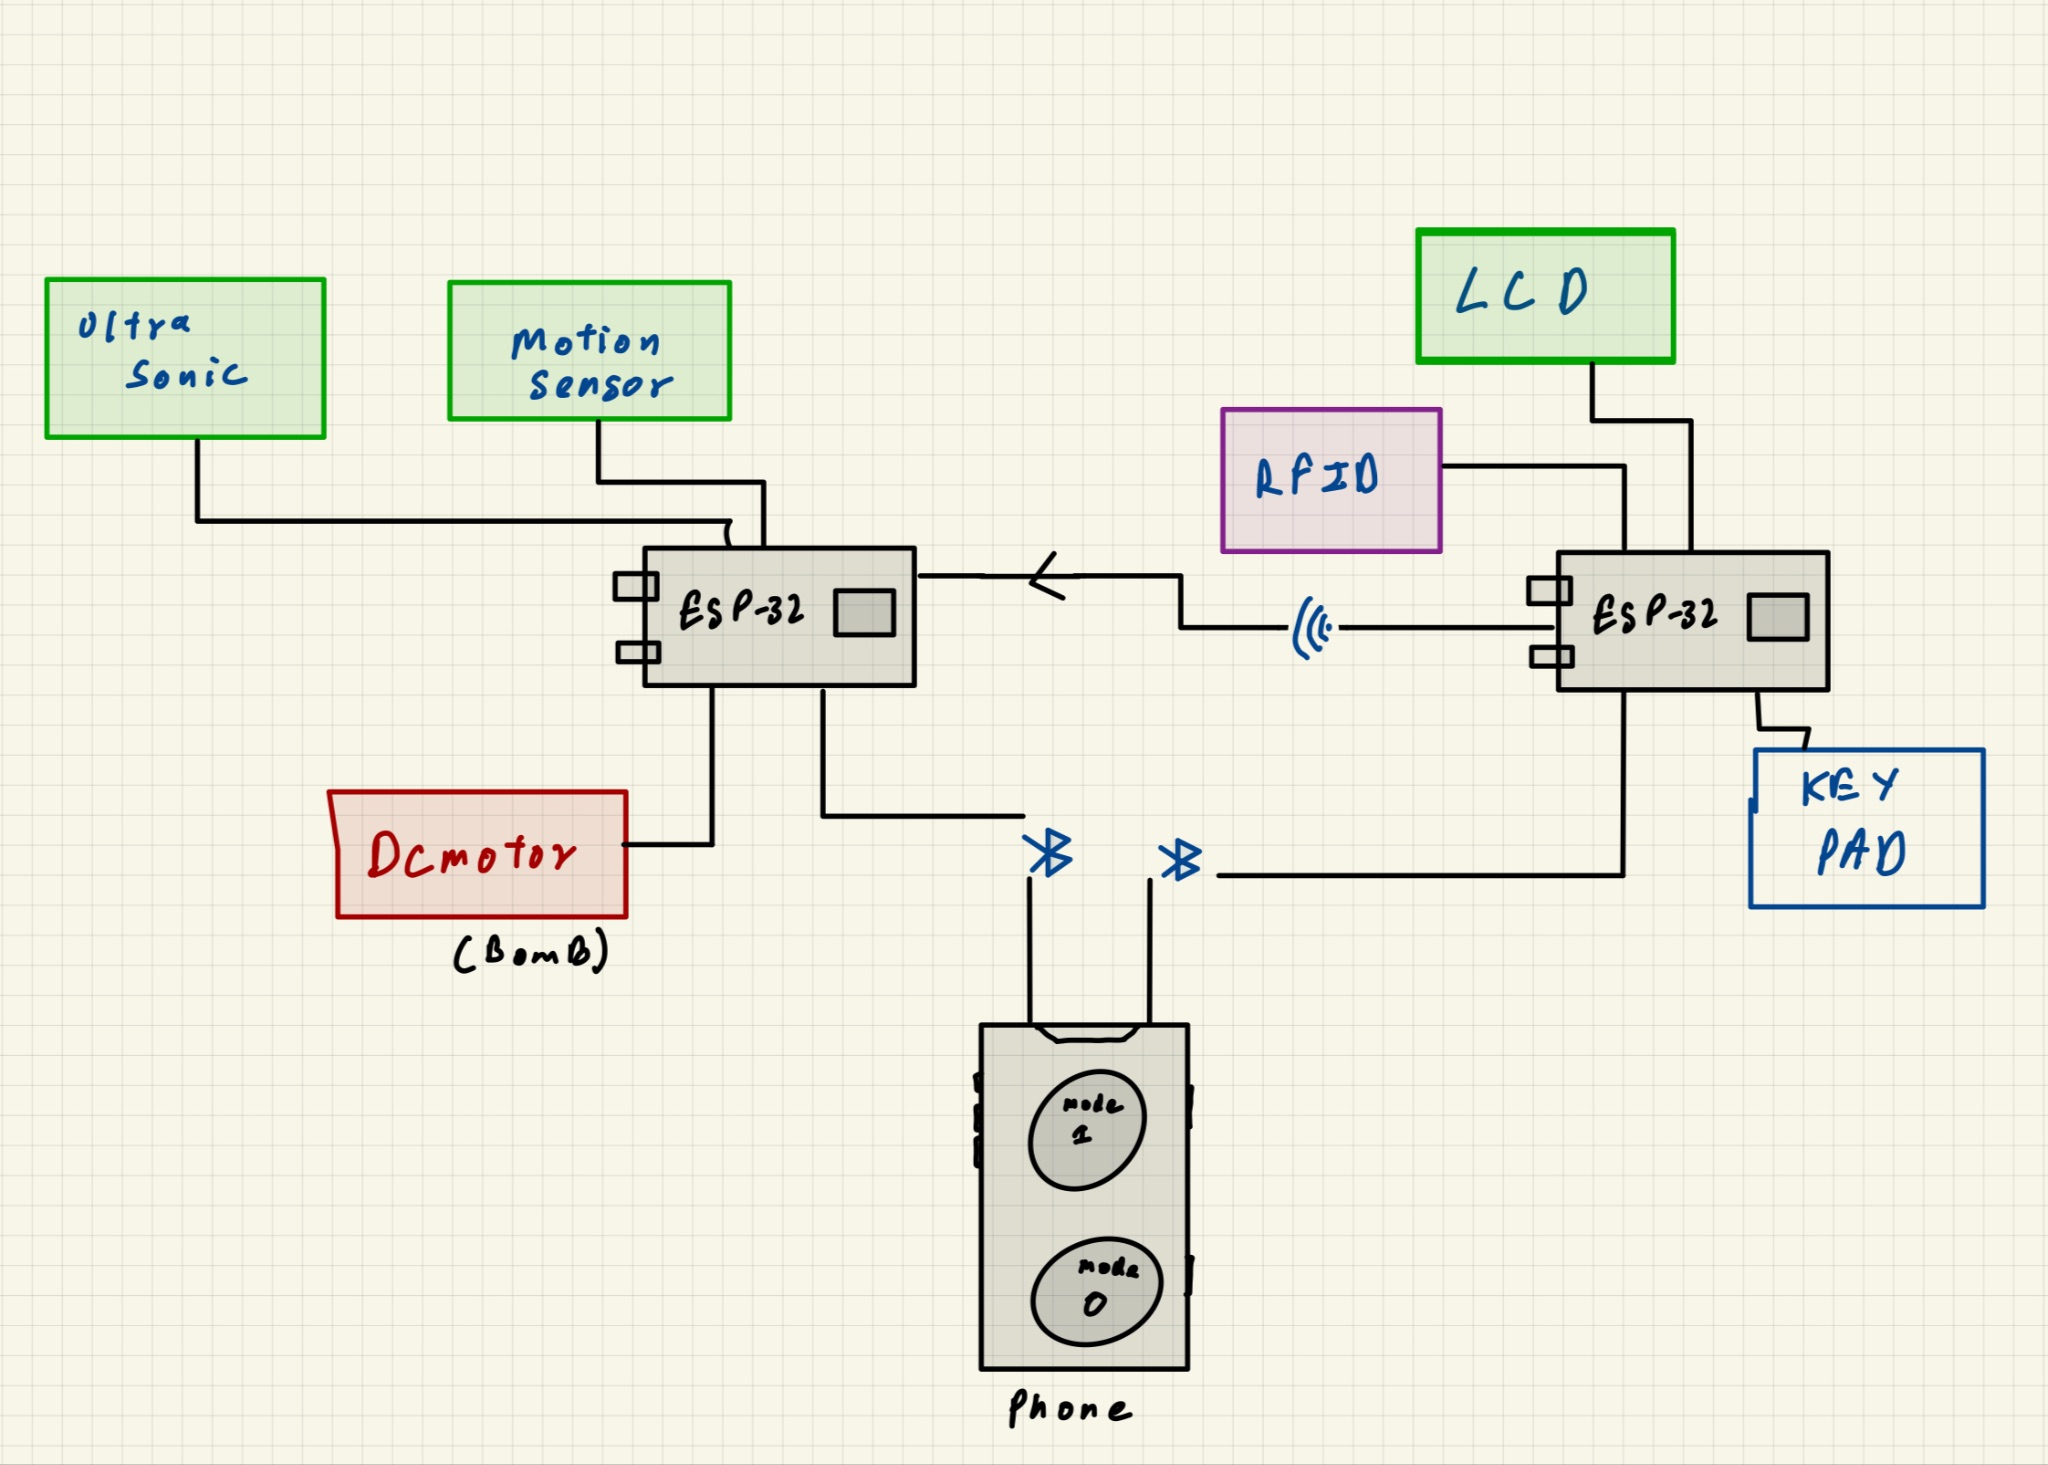 Ultra
Sonic
Motion
Sensor
LCD
RFID
ESP-32
ESP-32
DCmotor
(BomB)
KEY
PAD
mode
1
mode
0
Phone